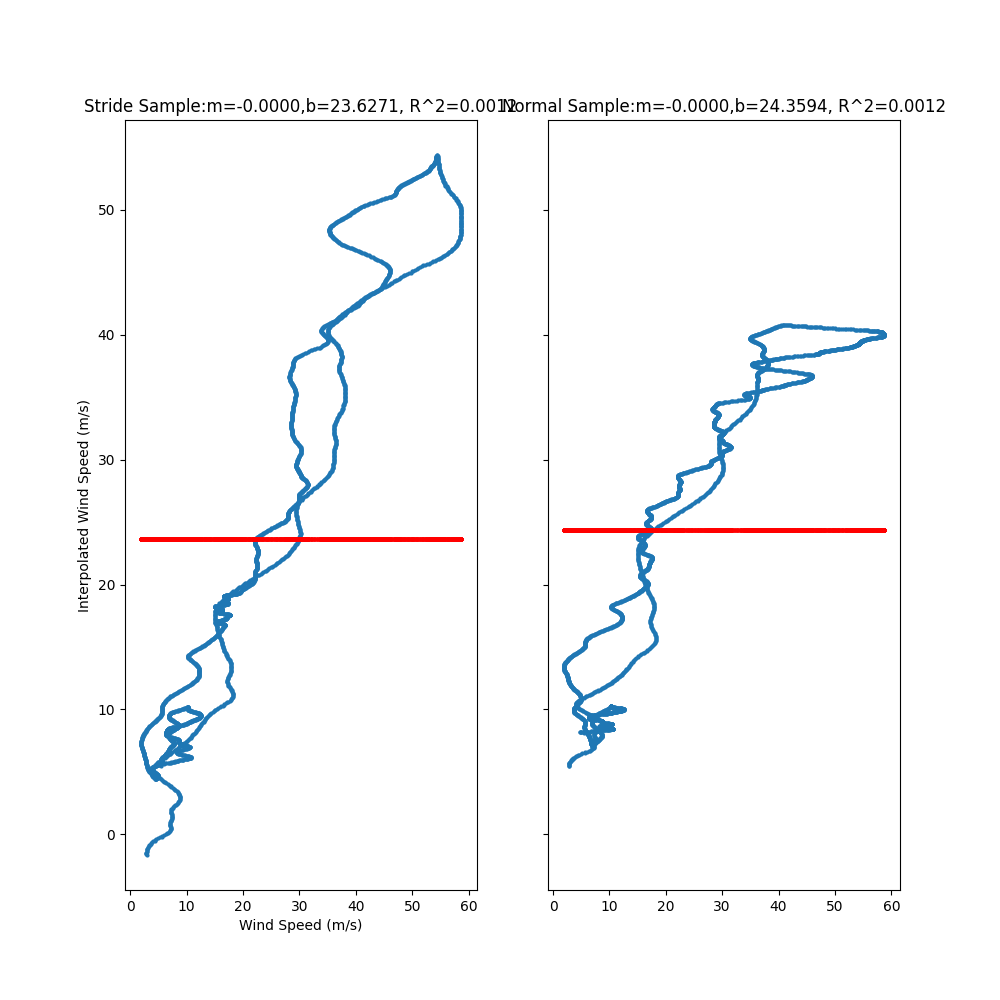 Stride Sample:m=-0.0000,b=23.6271, R^2=0.0012
Normal Sample:m=-0.0000,b=24.3594, R^2=0.0012
Interpolated Wind Speed (m/s)
50
40
30
20
10
0
0 10 20 30 40 50 60
0 10 20 30 40 50 60
Wind Speed (m/s)